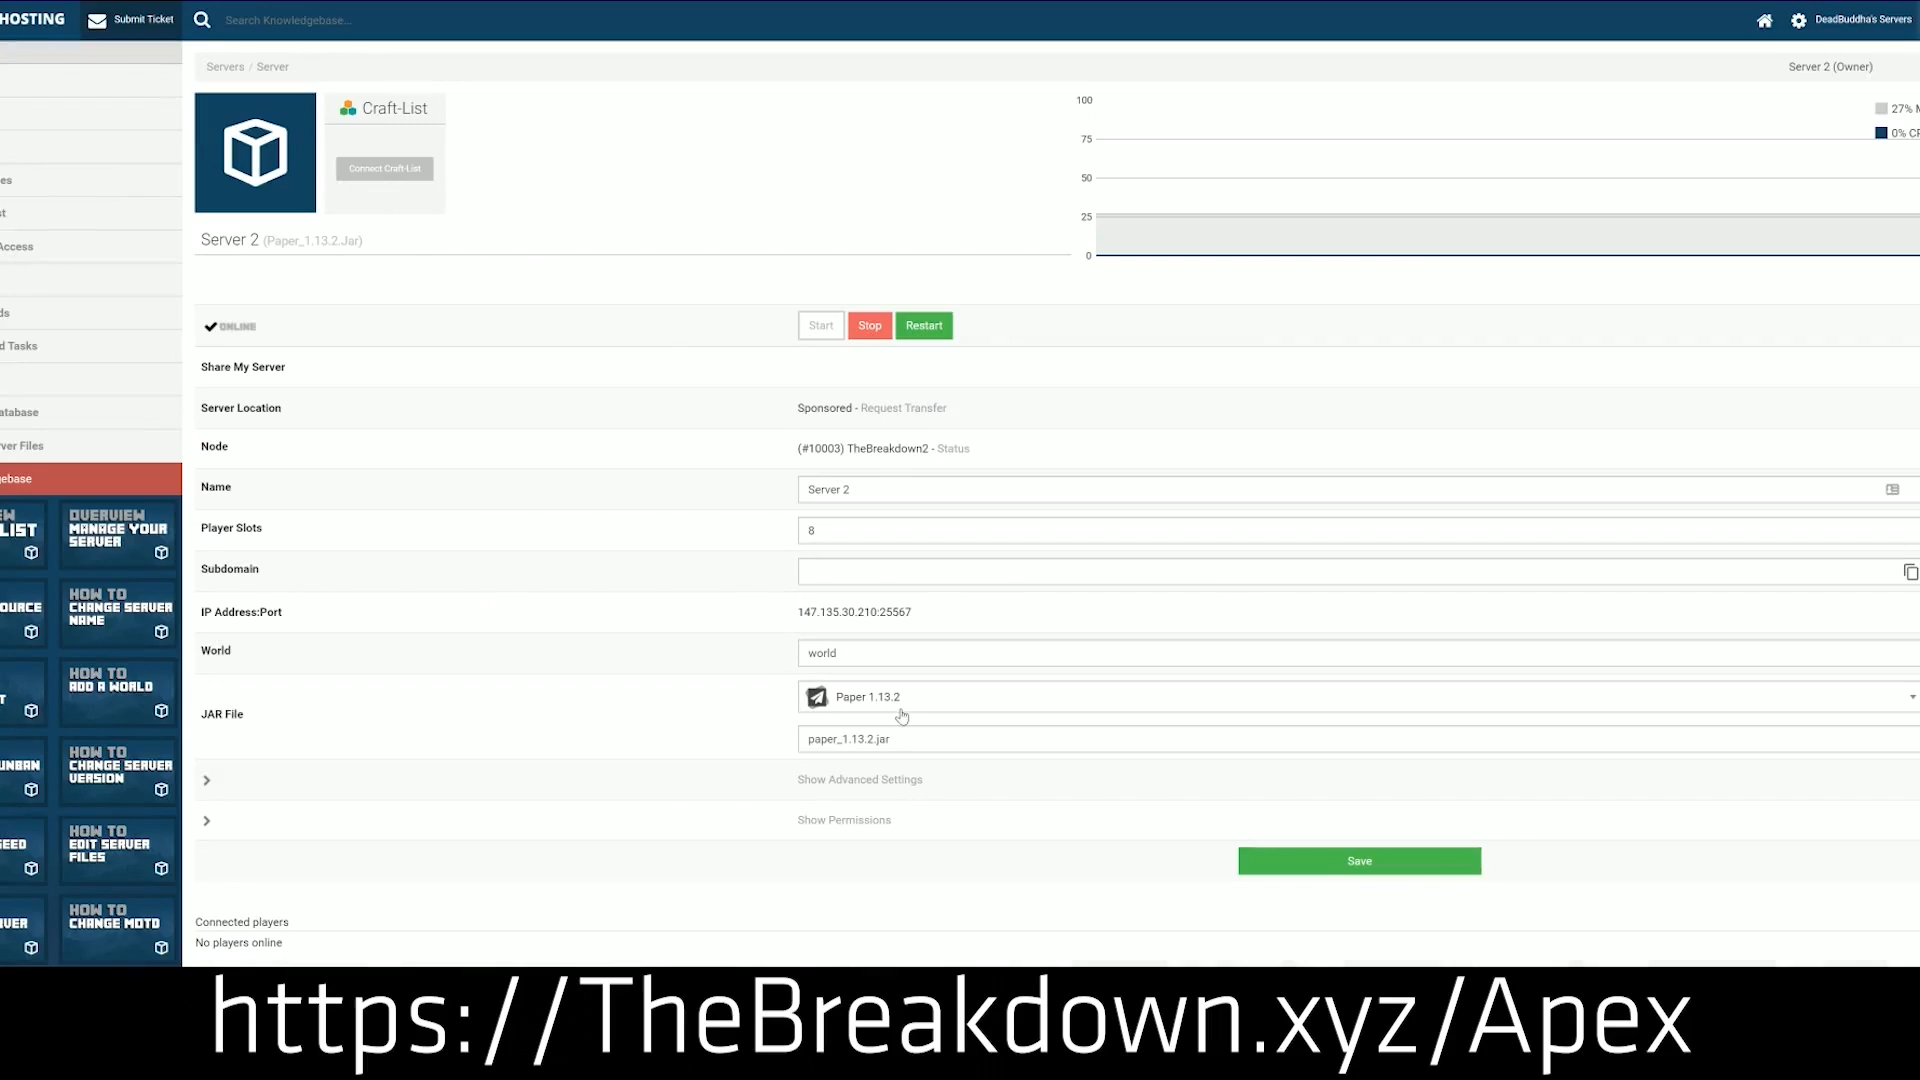 HOSTING
Submit Ticket
Search Knowledgebase...
DeadBuddha's Servers
Servers / Server
Server 2 (Owner)
Craft-List
Connect Craft-List
100
75
50
25
0
27% M
0% CP
Server 2 (Paper_1.13.2.Jar)
es
st
Access
ds
d Tasks
atabase
ver Files
gebase
ONLINE
Start
Stop
Restart
Share My Server
Server Location
Sponsored - Request Transfer
Node
(#10003) TheBreakdown2 - Status
Name
Server 2
Player Slots
8
Subdomain
IP Address:Port
147.135.30.210:25567
World
world
JAR File
Paper 1.13.2
paper_1.13.2.jar
Show Advanced Settings
Show Permissions
Save
Connected players
No players online
EW
LIST
OVERVIEW
MANAGE YOUR
SERVER
OURCE
HOW TO
CHANGE SERVER
NAME
T
HOW TO
ADD A WORLD
UNBAN
HOW TO
CHANGE SERVER
VERSION
SEED
HOW TO
EDIT SERVER
FILES
VER
HOW TO
CHANGE MOTD
https://TheBreakdown.xyz/Apex